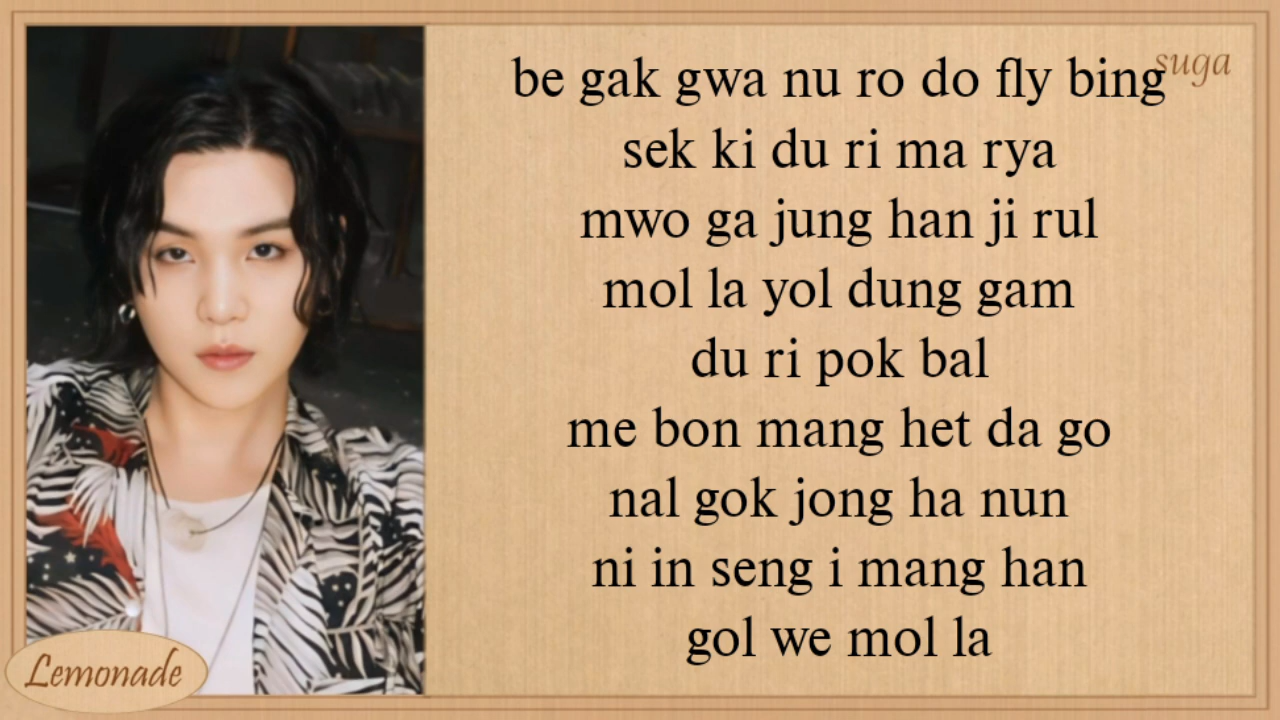 suga
be gak gwa nu ro do fly bing
sek ki du ri ma rya
mwo ga jung han ji rul
mol la yol dung gam
du ri pok bal
me bon mang het da go
nal gok jong ha nun
ni in seng i mang han
gol we mol la
Lemonade